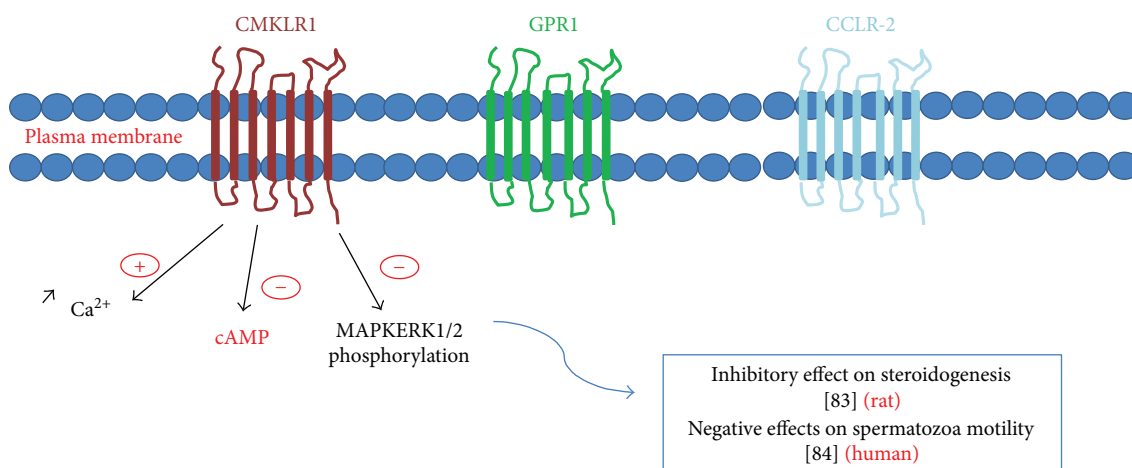 CMKLR1
GPR1
CCLR-2
Plasma membrane
+
−
−
↗ Ca²⁺
cAMP
MAPKERK1/2
phosphorylation
Inhibitory effect on steroidogenesis
[83] (rat)
Negative effects on spermatozoa motility
[84] (human)